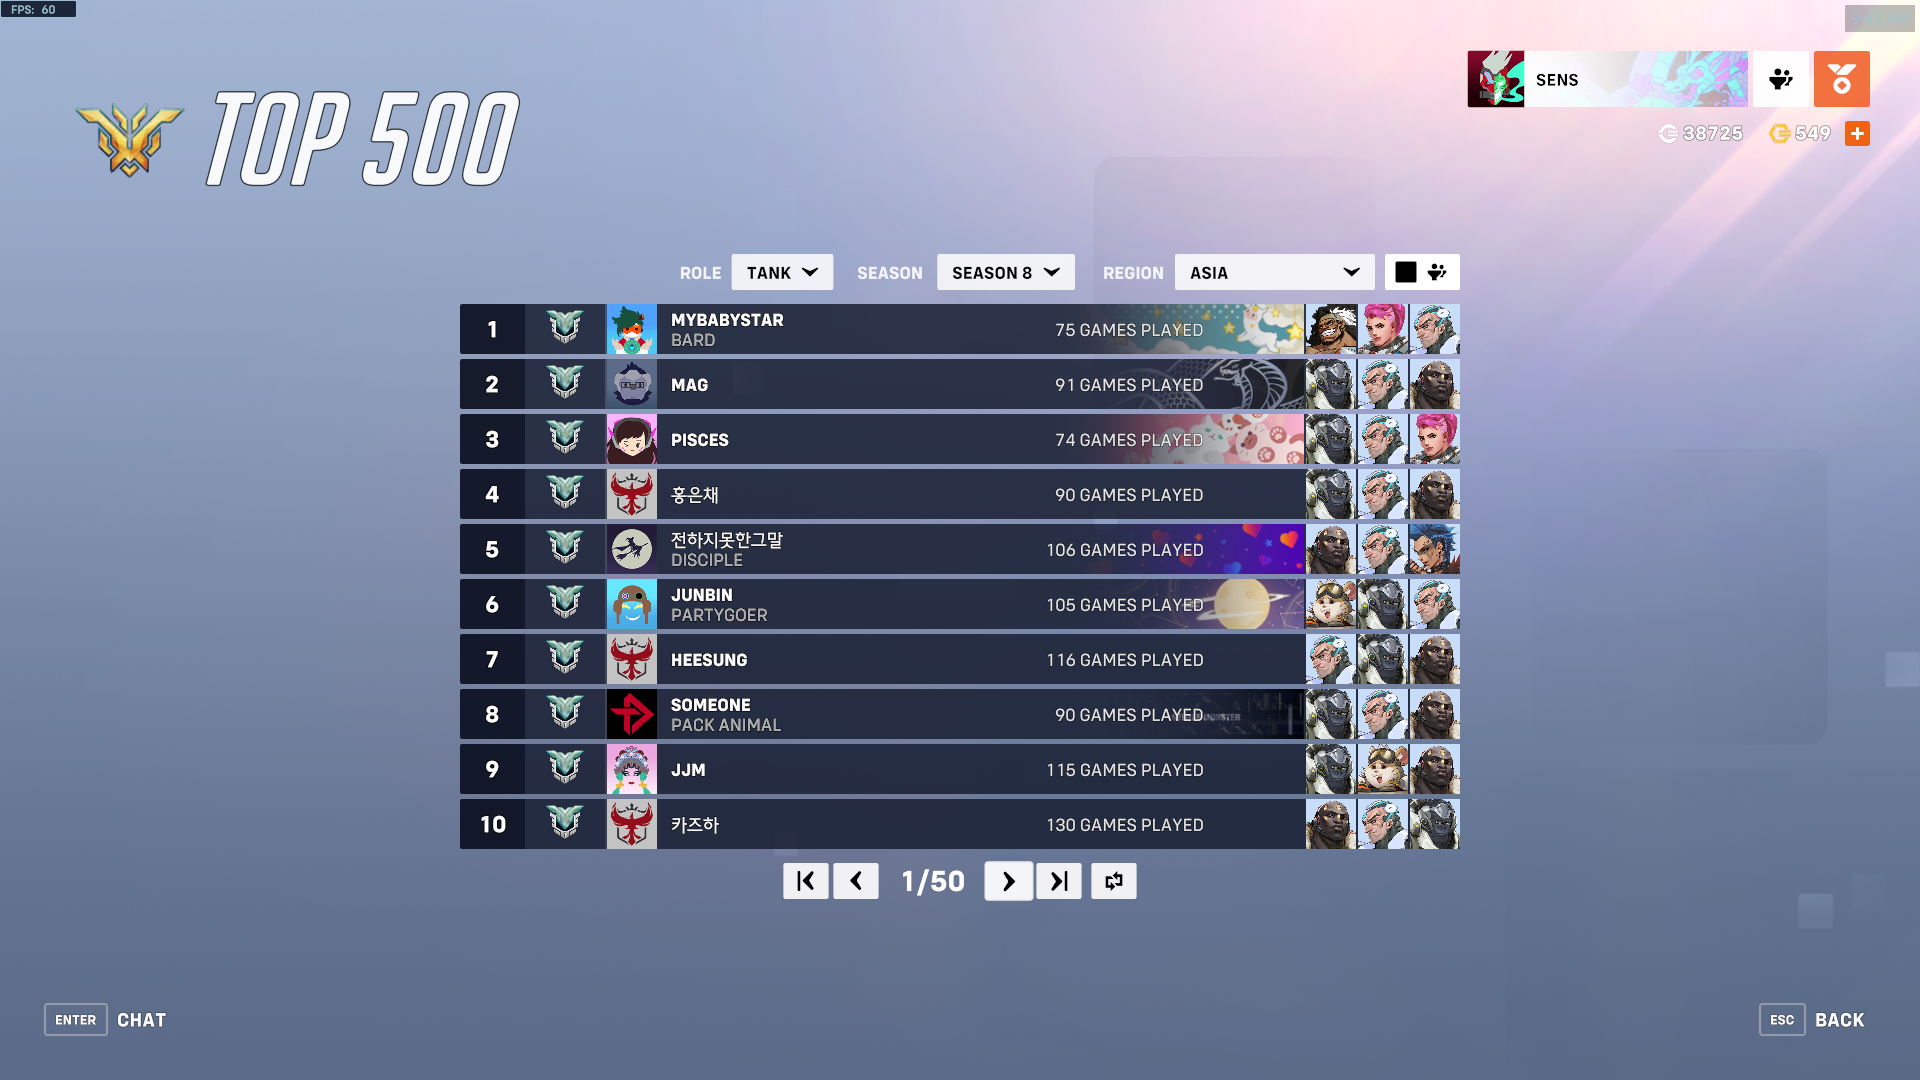 FPS: 60
TOP 500
SENS
38725
549
ROLE
TANK
SEASON
SEASON 8
REGION
ASIA
1
MYBABYSTAR
BARD
75 GAMES PLAYED
2
MAG
91 GAMES PLAYED
3
PISCES
74 GAMES PLAYED
4
홍은채
90 GAMES PLAYED
5
전하지못한그말
DISCIPLE
106 GAMES PLAYED
6
JUNBIN
PARTYGOER
105 GAMES PLAYED
7
HEESUNG
116 GAMES PLAYED
8
SOMEONE
PACK ANIMAL
90 GAMES PLAYED
9
JJM
115 GAMES PLAYED
10
카즈하
130 GAMES PLAYED
1/50
ENTER
CHAT
ESC
BACK